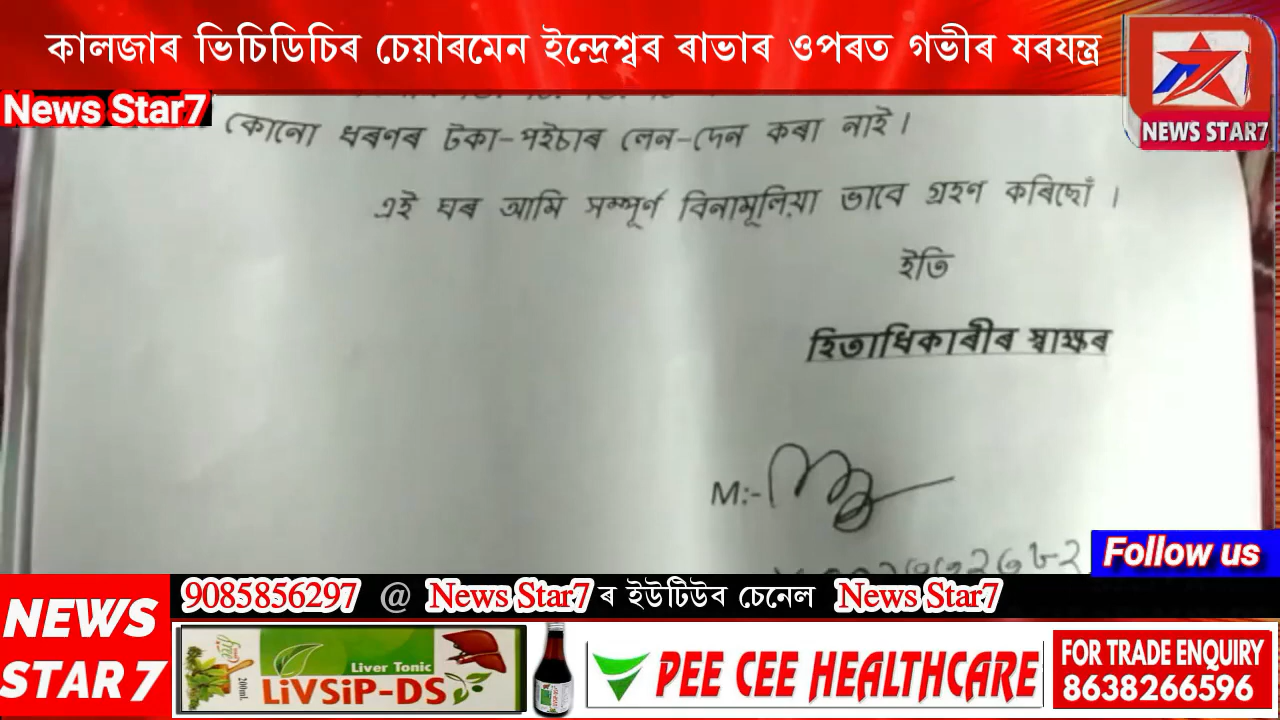 কালজাৰ ভিচিডিচিৰ চেয়াৰমেন ইন্দ্ৰেশ্বৰ ৰাভাৰ ওপৰত গভীৰ যৰযন্ত্ৰ
NEWS STAR7
News Star7
কোনো ধৰণৰ টকা-পইচাৰ লেন-দেন কৰা নাই।
এই ঘৰ আমি সম্পূৰ্ণ বিনামূলিয়া ভাবে গ্ৰহণ কৰিছোঁ।
ইতি
হিতাধিকাৰীৰ স্বাক্ষৰ
M:-
Follow us
NEWS STAR 7
9085856297 @ News Star7 ৰ ইউটিউব চেনেল News Star7
Liver Tonic
LiVSiP-DS
200ml.
PEE CEE HEALTHCARE
FOR TRADE ENQUIRY
8638266596